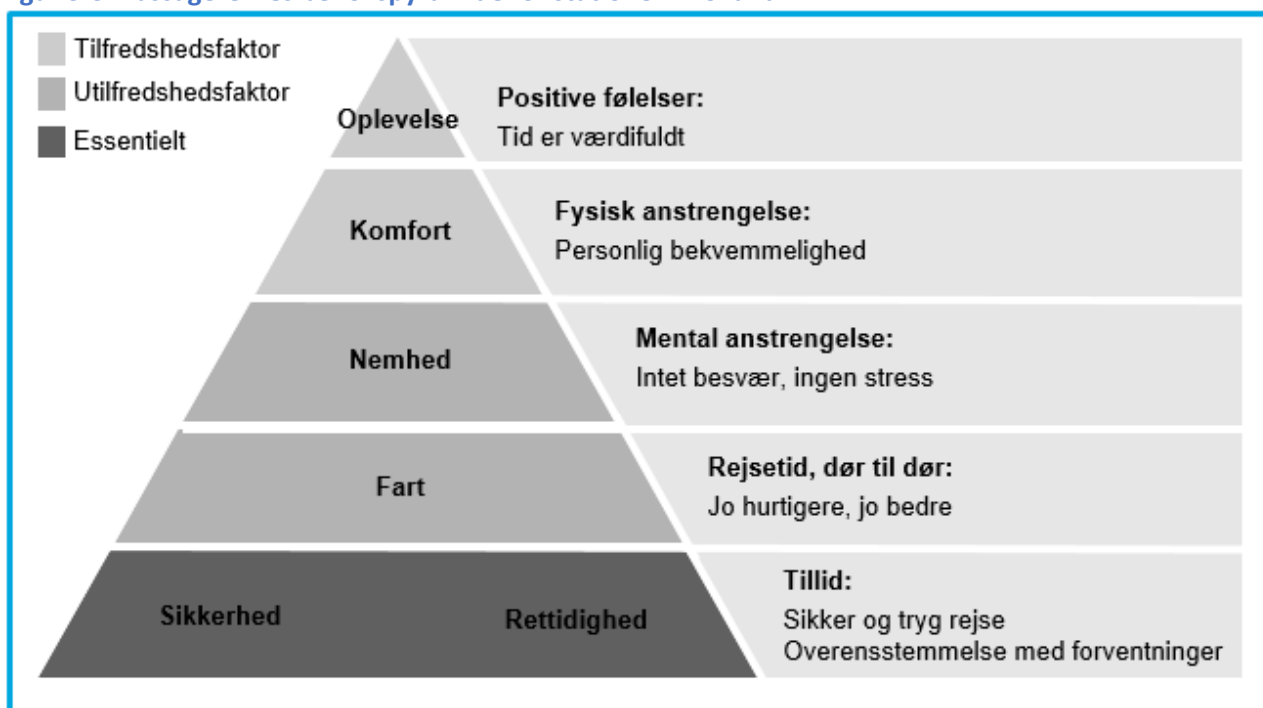 Tilfredshedsfaktor
Utilfredshedsfaktor
Essentielt
Oplevelse
Positive følelser:
Tid er værdifuldt
Komfort
Fysisk anstrengelse:
Personlig bekvemmelighed
Nemhed
Mental anstrengelse:
Intet besvær, ingen stress
Fart
Rejsetid, dør til dør:
Jo hurtigere, jo bedre
Sikkerhed
Rettidighed
Tillid:
Sikker og tryg rejse
Overensstemmelse med forventninger